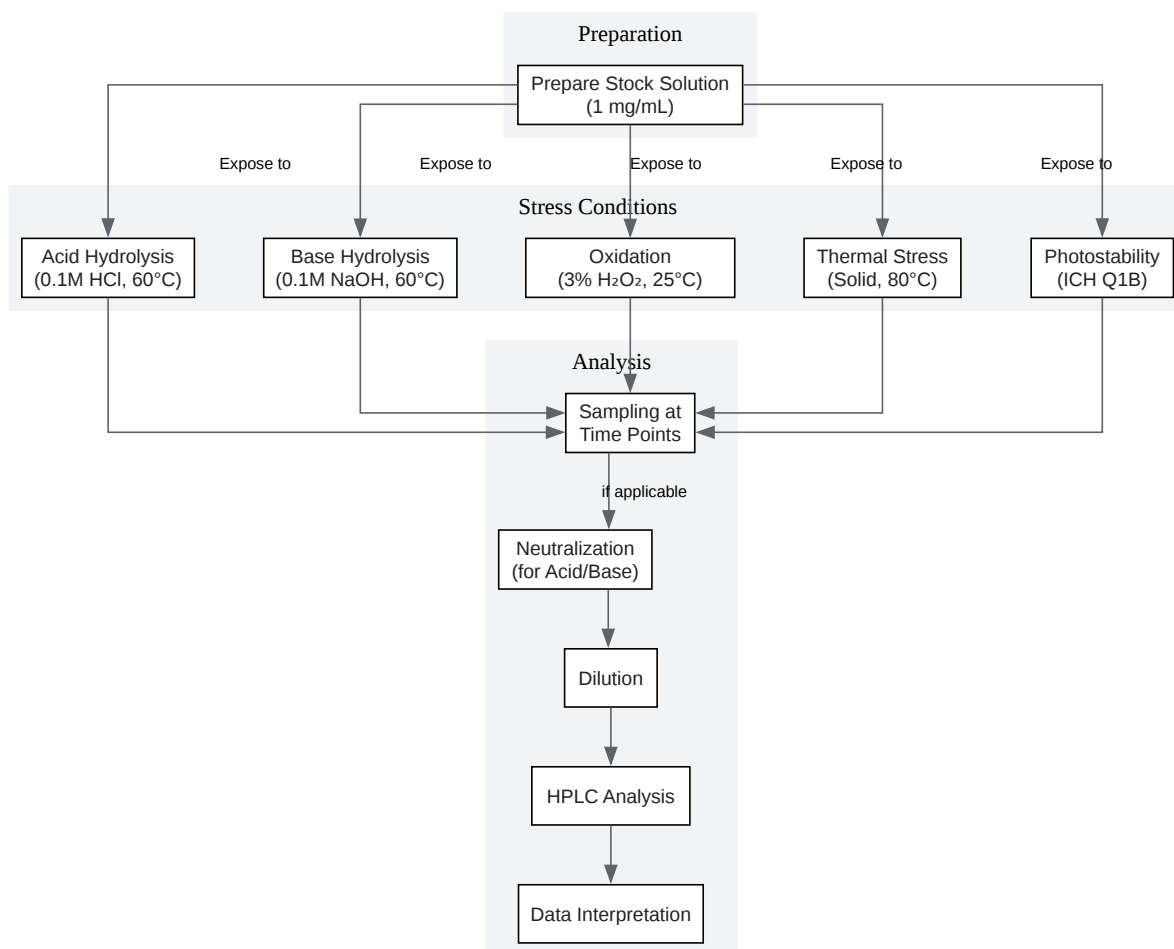 Preparation
Prepare Stock Solution
(1 mg/mL)
Expose to
Expose to
Expose to
Expose to
Expose to
Stress Conditions
Acid Hydrolysis
(0.1M HCl, 60°C)
Base Hydrolysis
(0.1M NaOH, 60°C)
Oxidation
(3% H₂O₂, 25°C)
Thermal Stress
(Solid, 80°C)
Photostability
(ICH Q1B)
Analysis
Sampling at
Time Points
if applicable
Neutralization
(for Acid/Base)
Dilution
HPLC Analysis
Data Interpretation